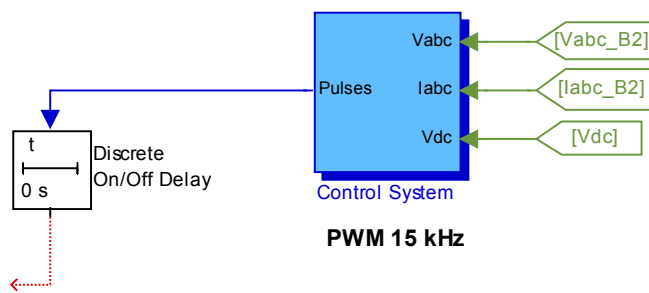 Vabc
[Vabc_B2]
Pulses
Iabc
[Iabc_B2]
Vdc
[Vdc]
t
0 s
Discrete
On/Off Delay
Control System
PWM 15 kHz